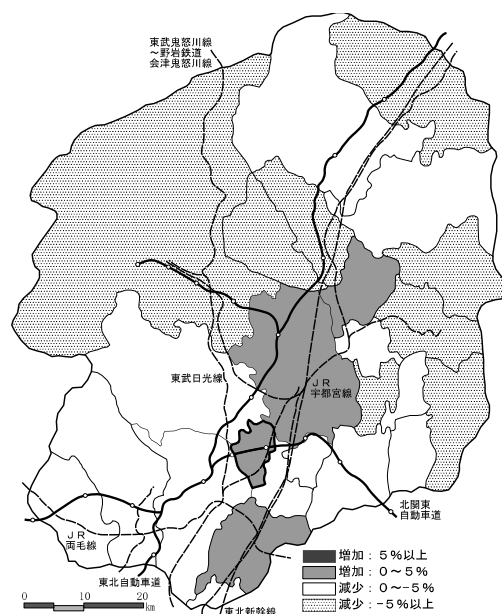 東武鬼怒川線
～野岩鉄道
会津鬼怒川線
東武日光線
ＪＲ
宇都宮線
北関東
自動車道
ＪＲ
両毛線
東北自動車道
東北新幹線
0 10 20
km
増加：５％以上
増加：０～５％
減少：０～-５％
減少：-５％以上